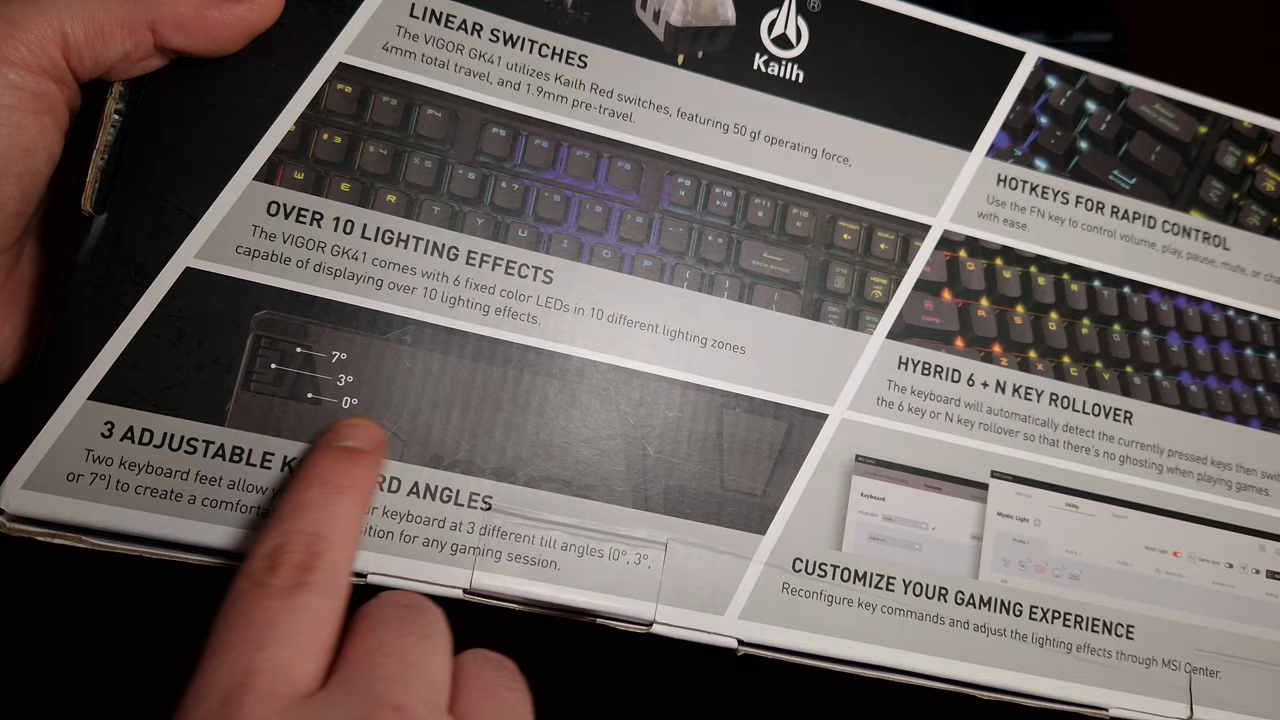 LINEAR SWITCHES
The VIGOR GK41 utilizes Kailh Red switches, featuring 50 gf operating force,
4mm total travel, and 1.9mm pre-travel.
®
Kailh
OVER 10 LIGHTING EFFECTS
The VIGOR GK41 comes with 6 fixed color LEDs in 10 different lighting zones
capable of displaying over 10 lighting effects.
7°
3°
0°
3 ADJUSTABLE K RD ANGLES
Two keyboard feet allow ur keyboard at 3 different tilt angles (0°, 3°,
or 7°) to create a comforta ition for any gaming session.
HOTKEYS FOR RAPID CONTROL
Use the FN key to control volume, play, pause, mute, or
with ease.
HYBRID 6 + N KEY ROLLOVER
The keyboard will automatically detect the currently pressed keys then
the 6 key or N key rollover so that there's no ghosting when playing games.
Keyboard
Mystic Light
Utility
Support
CUSTOMIZE YOUR GAMING EXPERIENCE
Reconfigure key commands and adjust the lighting effects through MSI Center.